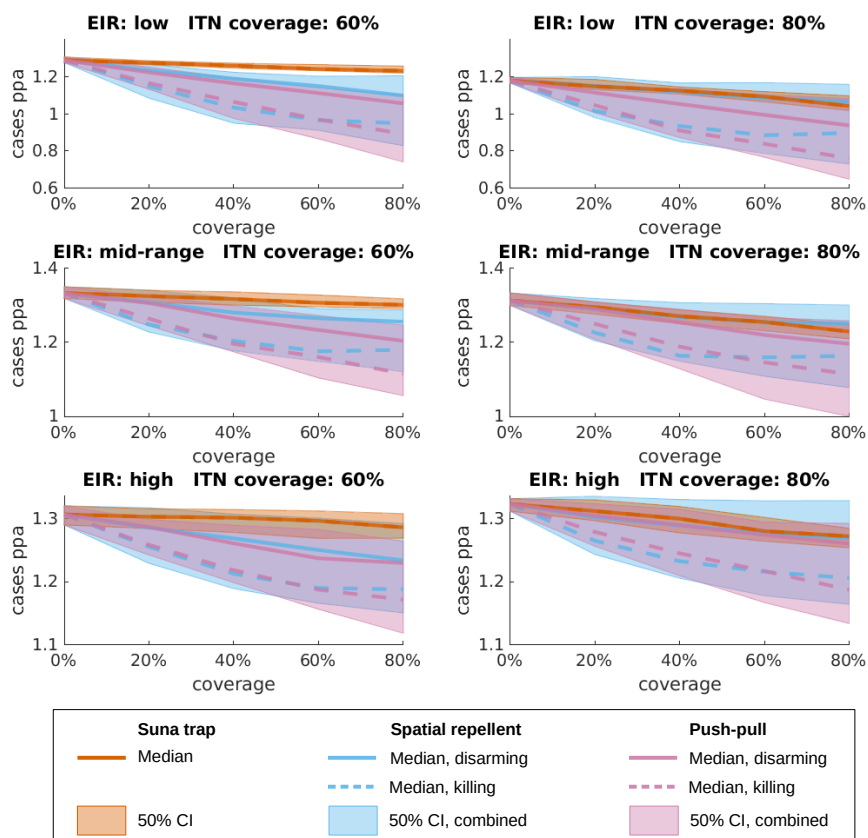 EIR: low   ITN coverage: 60%
EIR: low   ITN coverage: 80%
cases ppa
1.2
1
0.8
0.6
0% 20% 40% 60% 80%
coverage
cases ppa
1.2
1
0.8
0.6
0% 20% 40% 60% 80%
coverage
EIR: mid-range   ITN coverage: 60%
EIR: mid-range   ITN coverage: 80%
cases ppa
1.4
1.2
1
0% 20% 40% 60% 80%
coverage
cases ppa
1.4
1.2
1
0% 20% 40% 60% 80%
coverage
EIR: high   ITN coverage: 60%
EIR: high   ITN coverage: 80%
cases ppa
1.3
1.2
1.1
0% 20% 40% 60% 80%
coverage
cases ppa
1.3
1.2
1.1
0% 20% 40% 60% 80%
coverage
Suna trap
Median
50% CI
Spatial repellent
Median, disarming
Median, killing
50% CI, combined
Push-pull
Median, disarming
Median, killing
50% CI, combined